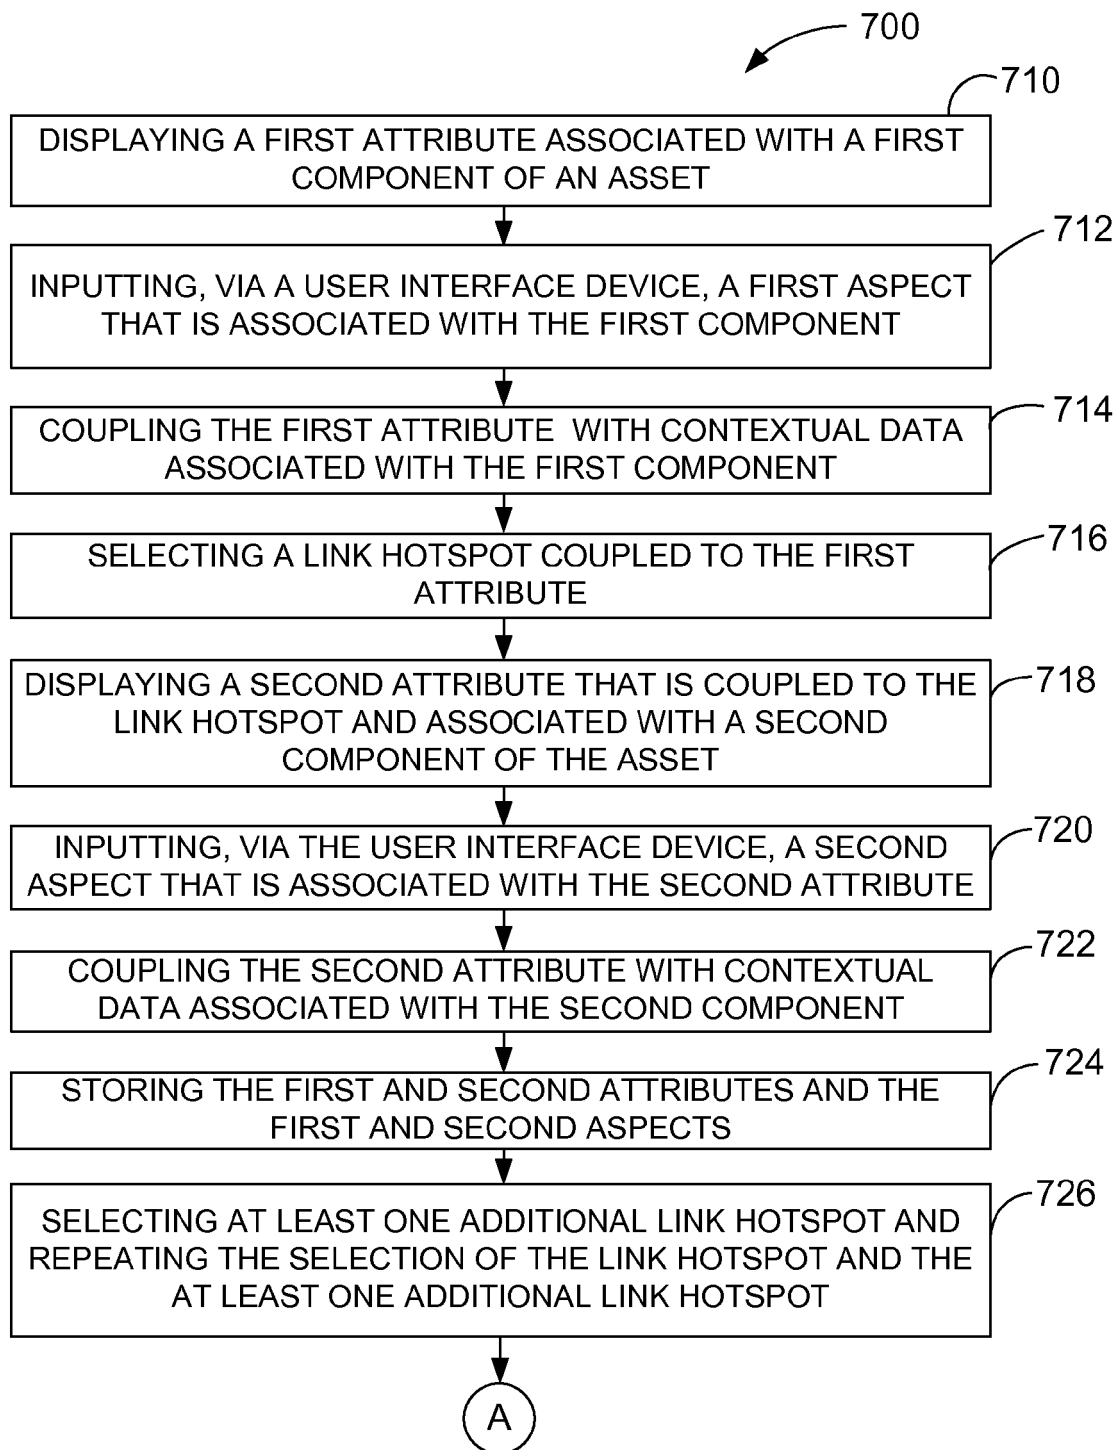 700
710
DISPLAYING A FIRST ATTRIBUTE ASSOCIATED WITH A FIRST
COMPONENT OF AN ASSET
712
INPUTTING, VIA A USER INTERFACE DEVICE, A FIRST ASPECT
THAT IS ASSOCIATED WITH THE FIRST COMPONENT
714
COUPLING THE FIRST ATTRIBUTE WITH CONTEXTUAL DATA
ASSOCIATED WITH THE FIRST COMPONENT
716
SELECTING A LINK HOTSPOT COUPLED TO THE FIRST
ATTRIBUTE
718
DISPLAYING A SECOND ATTRIBUTE THAT IS COUPLED TO THE
LINK HOTSPOT AND ASSOCIATED WITH A SECOND
COMPONENT OF THE ASSET
720
INPUTTING, VIA THE USER INTERFACE DEVICE, A SECOND
ASPECT THAT IS ASSOCIATED WITH THE SECOND ATTRIBUTE
722
COUPLING THE SECOND ATTRIBUTE WITH CONTEXTUAL
DATA ASSOCIATED WITH THE SECOND COMPONENT
724
STORING THE FIRST AND SECOND ATTRIBUTES AND THE
FIRST AND SECOND ASPECTS
726
SELECTING AT LEAST ONE ADDITIONAL LINK HOTSPOT AND
REPEATING THE SELECTION OF THE LINK HOTSPOT AND THE
AT LEAST ONE ADDITIONAL LINK HOTSPOT
A